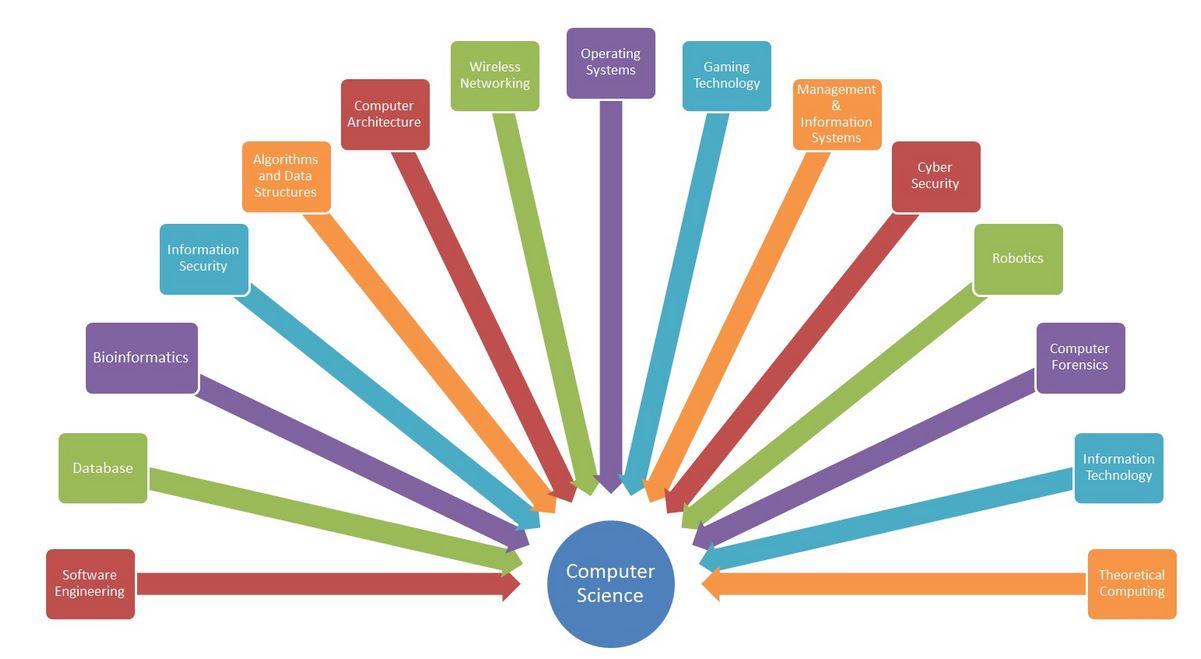 Operating
Systems
Wireless
Networking
Gaming
Technology
Computer
Architecture
Management
&
Information
Systems
Algorithms
and Data
Structures
Cyber
Security
Information
Security
Robotics
Bioinformatics
Computer
Forensics
Database
Information
Technology
Software
Engineering
Computer
Science
Theoretical
Computing